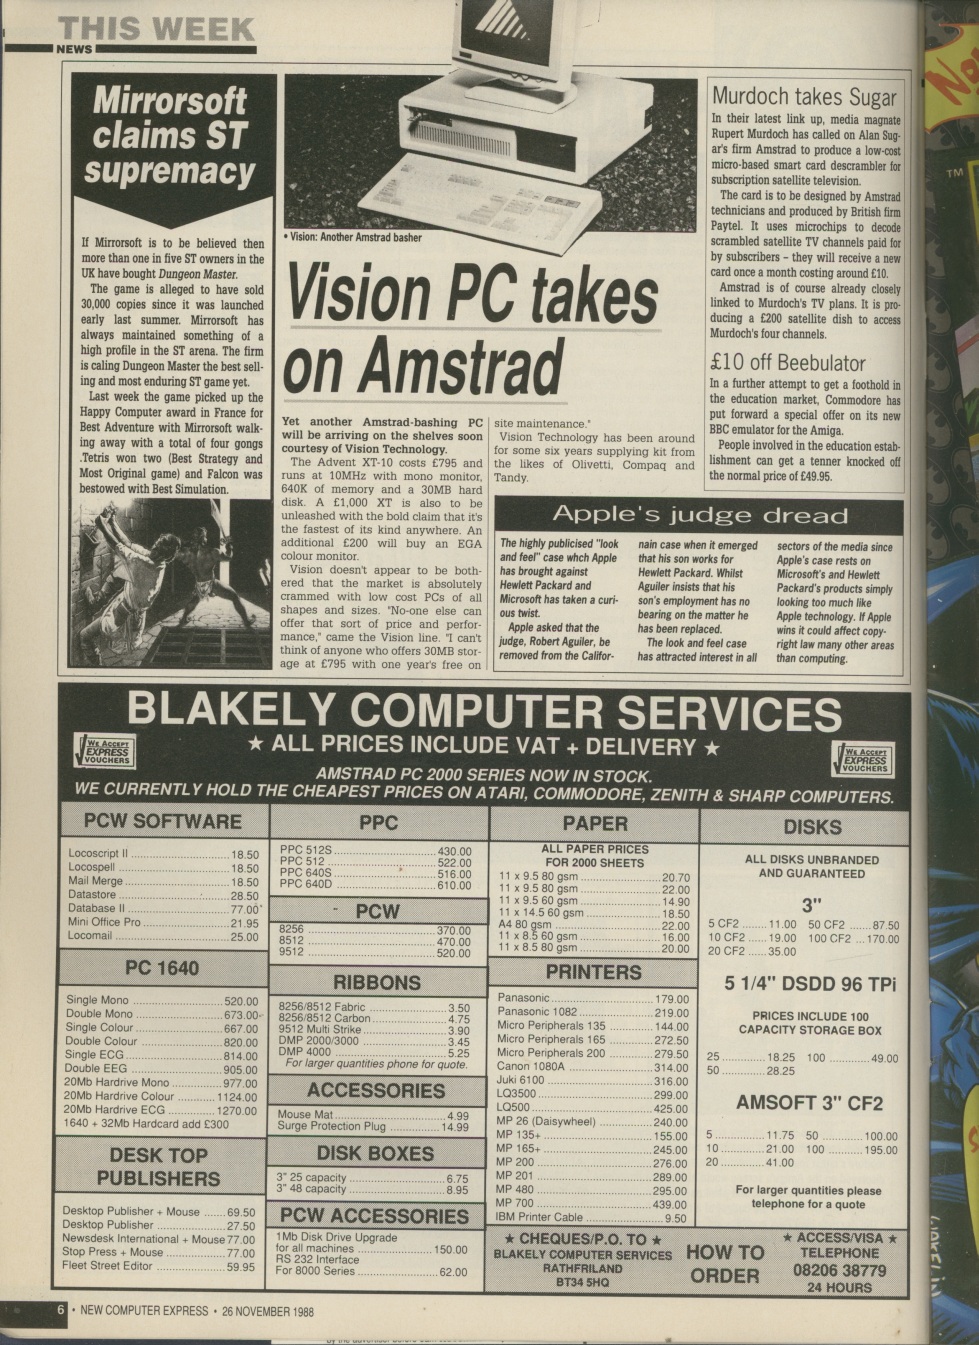 THIS WEEK
NEWS
Mirrorsoft
claims ST
supremacy
If Mirrorsoft is to be believed then
more than one in five ST owners in the
UK have bought Dungeon Master.
The game is alleged to have sold
30,000 copies since it was launched
early last summer. Mirrorsoft has
always maintained something of a
high profile in the ST arena. The firm
is caling Dungeon Master the best sell-
ing and most enduring ST game yet.
Last week the game picked up the
Happy Computer award in France for
Best Adventure with Mirrorsoft walk-
ing away with a total of four gongs
.Tetris won two (Best Strategy and
Most Original game) and Falcon was
bestowed with Best Simulation.
• Vision: Another Amstrad basher
Vision PC takes
on Amstrad
Yet another Amstrad-bashing PC
will be arriving on the shelves soon
courtesy of Vision Technology.
The Advent XT-10 costs £795 and
runs at 10MHz with mono monitor,
640K of memory and a 30MB hard
disk. A £1,000 XT is also to be
unleashed with the bold claim that it's
the fastest of its kind anywhere. An
additional £200 will buy an EGA
colour monitor.
Vision doesn't appear to be both-
ered that the market is absolutely
crammed with low cost PCs of all
shapes and sizes. "No-one else can
offer that sort of price and perfor-
mance," came the Vision line. "I can't
think of anyone who offers 30MB stor-
age at £795 with one year's free on
site maintenance."
Vision Technology has been around
for some six years supplying kit from
the likes of Olivetti, Compaq and
Tandy.
Murdoch takes Sugar
In their latest link up, media magnate
Rupert Murdoch has called on Alan Sug-
ar's firm Amstrad to produce a low-cost
micro-based smart card descrambler for
subscription satellite television.
The card is to be designed by Amstrad
technicians and produced by British firm
Paytel. It uses microchips to decode
scrambled satellite TV channels paid for
by subscribers – they will receive a new
card once a month costing around £10.
Amstrad is of course already closely
linked to Murdoch's TV plans. It is pro-
ducing a £200 satellite dish to access
Murdoch's four channels.
£10 off Beebulator
In a further attempt to get a foothold in
the education market, Commodore has
put forward a special offer on its new
BBC emulator for the Amiga.
People involved in the education estab-
lishment can get a tenner knocked off
the normal price of £49.95.
Apple's judge dread
The highly publicised "look
and feel" case whch Apple
has brought against
Hewlett Packard and
Microsoft has taken a curi-
ous twist.
Apple asked that the
judge, Robert Aguiler, be
removed from the Califor-
nain case when it emerged
that his son works for
Hewlett Packard. Whilst
Aguiler insists that his
son's employment has no
bearing on the matter he
has been replaced.
The look and feel case
has attracted interest in all
sectors of the media since
Apple's case rests on
Microsoft's and Hewlett
Packard's products simply
looking too much like
Apple technology. If Apple
wins it could affect copy-
right law many other areas
than computing.
BLAKELY COMPUTER SERVICES
★ ALL PRICES INCLUDE VAT + DELIVERY ★
WE ACCEPT
EXPRESS
VOUCHERS
WE ACCEPT
EXPRESS
VOUCHERS
AMSTRAD PC 2000 SERIES NOW IN STOCK.
WE CURRENTLY HOLD THE CHEAPEST PRICES ON ATARI, COMMODORE, ZENITH & SHARP COMPUTERS.
PCW SOFTWARE
Locoscript II ........ 18.50
Locospell ........ 18.50
Mail Merge ........ 18.50
Datastore ........ 28.50
Database II ........ 77.00
Mini Office Pro ........ 21.95
Locomail ........ 25.00
PC 1640
Single Mono ........ 520.00
Double Mono ........ 673.00
Single Colour ........ 667.00
Double Colour ........ 820.00
Single ECG ........ 814.00
Double EEG ........ 905.00
20Mb Hardrive Mono ........ 977.00
20Mb Hardrive Colour ........ 1124.00
20Mb Hardrive ECG ........ 1270.00
1640 + 32Mb Hardcard add £300
DESK TOP
PUBLISHERS
Desktop Publisher + Mouse ........ 69.50
Desktop Publisher ........ 27.50
Newsdesk International + Mouse 77.00
Stop Press + Mouse ........ 77.00
Fleet Street Editor ........ 59.95
PPC
PPC 512S ........ 430.00
PPC 512 ........ 522.00
PPC 640S ........ 516.00
PPC 640D ........ 610.00
PCW
8256 ........ 370.00
8512 ........ 470.00
9512 ........ 520.00
RIBBONS
8256/8512 Fabric ........ 3.50
8256/8512 Carbon ........ 4.75
9512 Multi Strike ........ 3.90
DMP 2000/3000 ........ 3.45
DMP 4000 ........ 5.25
For larger quantities phone for quote.
ACCESSORIES
Mouse Mat ........ 4.99
Surge Protection Plug ........ 14.99
DISK BOXES
3" 25 capacity ........ 6.75
3" 48 capacity ........ 8.95
PCW ACCESSORIES
1Mb Disk Drive Upgrade
for all machines ........ 150.00
RS 232 Interface
For 8000 Series ........ 62.00
PAPER
ALL PAPER PRICES
FOR 2000 SHEETS
11 x 9.5 80 gsm ........ 20.70
11 x 9.5 80 gsm ........ 22.00
11 x 9.5 60 gsm ........ 14.90
11 x 14.5 60 gsm ........ 18.50
A4 80 gsm ........ 22.00
11 x 8.5 60 gsm ........ 16.00
11 x 8.5 80 gsm ........ 20.00
PRINTERS
Panasonic ........ 179.00
Panasonic 1082 ........ 219.00
Micro Peripherals 135 ........ 144.00
Micro Peripherals 165 ........ 272.50
Micro Peripherals 200 ........ 279.50
Canon 1080A ........ 314.00
Juki 6100 ........ 316.00
LQ3500 ........ 299.00
LQ500 ........ 425.00
MP 26 (Daisywheel) ........ 240.00
MP 135+ ........ 155.00
MP 165+ ........ 245.00
MP 200 ........ 276.00
MP 201 ........ 289.00
MP 480 ........ 295.00
MP 700 ........ 439.00
IBM Printer Cable ........ 9.50
DISKS
ALL DISKS UNBRANDED
AND GUARANTEED
3"
5 CF2 ........ 11.00 50 CF2 ........ 87.50
10 CF2 ........ 19.00 100 CF2 ... 170.00
20 CF2 ........ 35.00
5 1/4" DSDD 96 TPi
PRICES INCLUDE 100
CAPACITY STORAGE BOX
25 ........ 18.25 100 ........ 49.00
50 ........ 28.25
AMSOFT 3" CF2
5 ........ 11.75 50 ........ 100.00
10 ........ 21.00 100 ........ 195.00
20 ........ 41.00
For larger quantities please
telephone for a quote
★ CHEQUES/P.O. TO ★
BLAKELY COMPUTER SERVICES
RATHFRILAND
BT34 5HQ
HOW TO
ORDER
★ ACCESS/VISA ★
TELEPHONE
08206 38779
24 HOURS
6 • NEW COMPUTER EXPRESS • 26 NOVEMBER 1988
TM